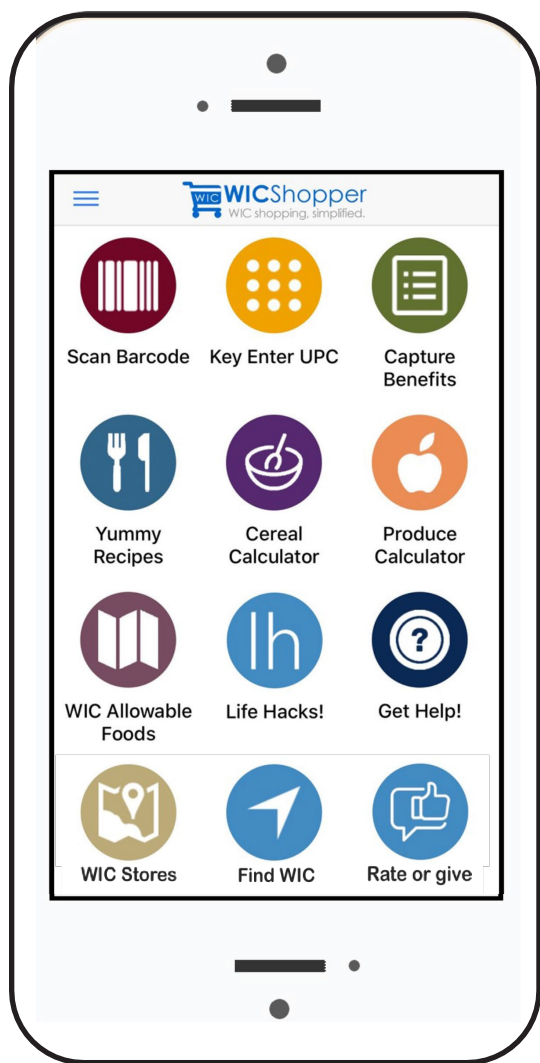 WIC WICShopper
WIC shopping, simplified.
Scan Barcode Key Enter UPC Capture
Benefits
Yummy Cereal Produce
Recipes Calculator Calculator
WIC Allowable Life Hacks! Get Help!
Foods
lh ?
WIC Stores Find WIC Rate or give